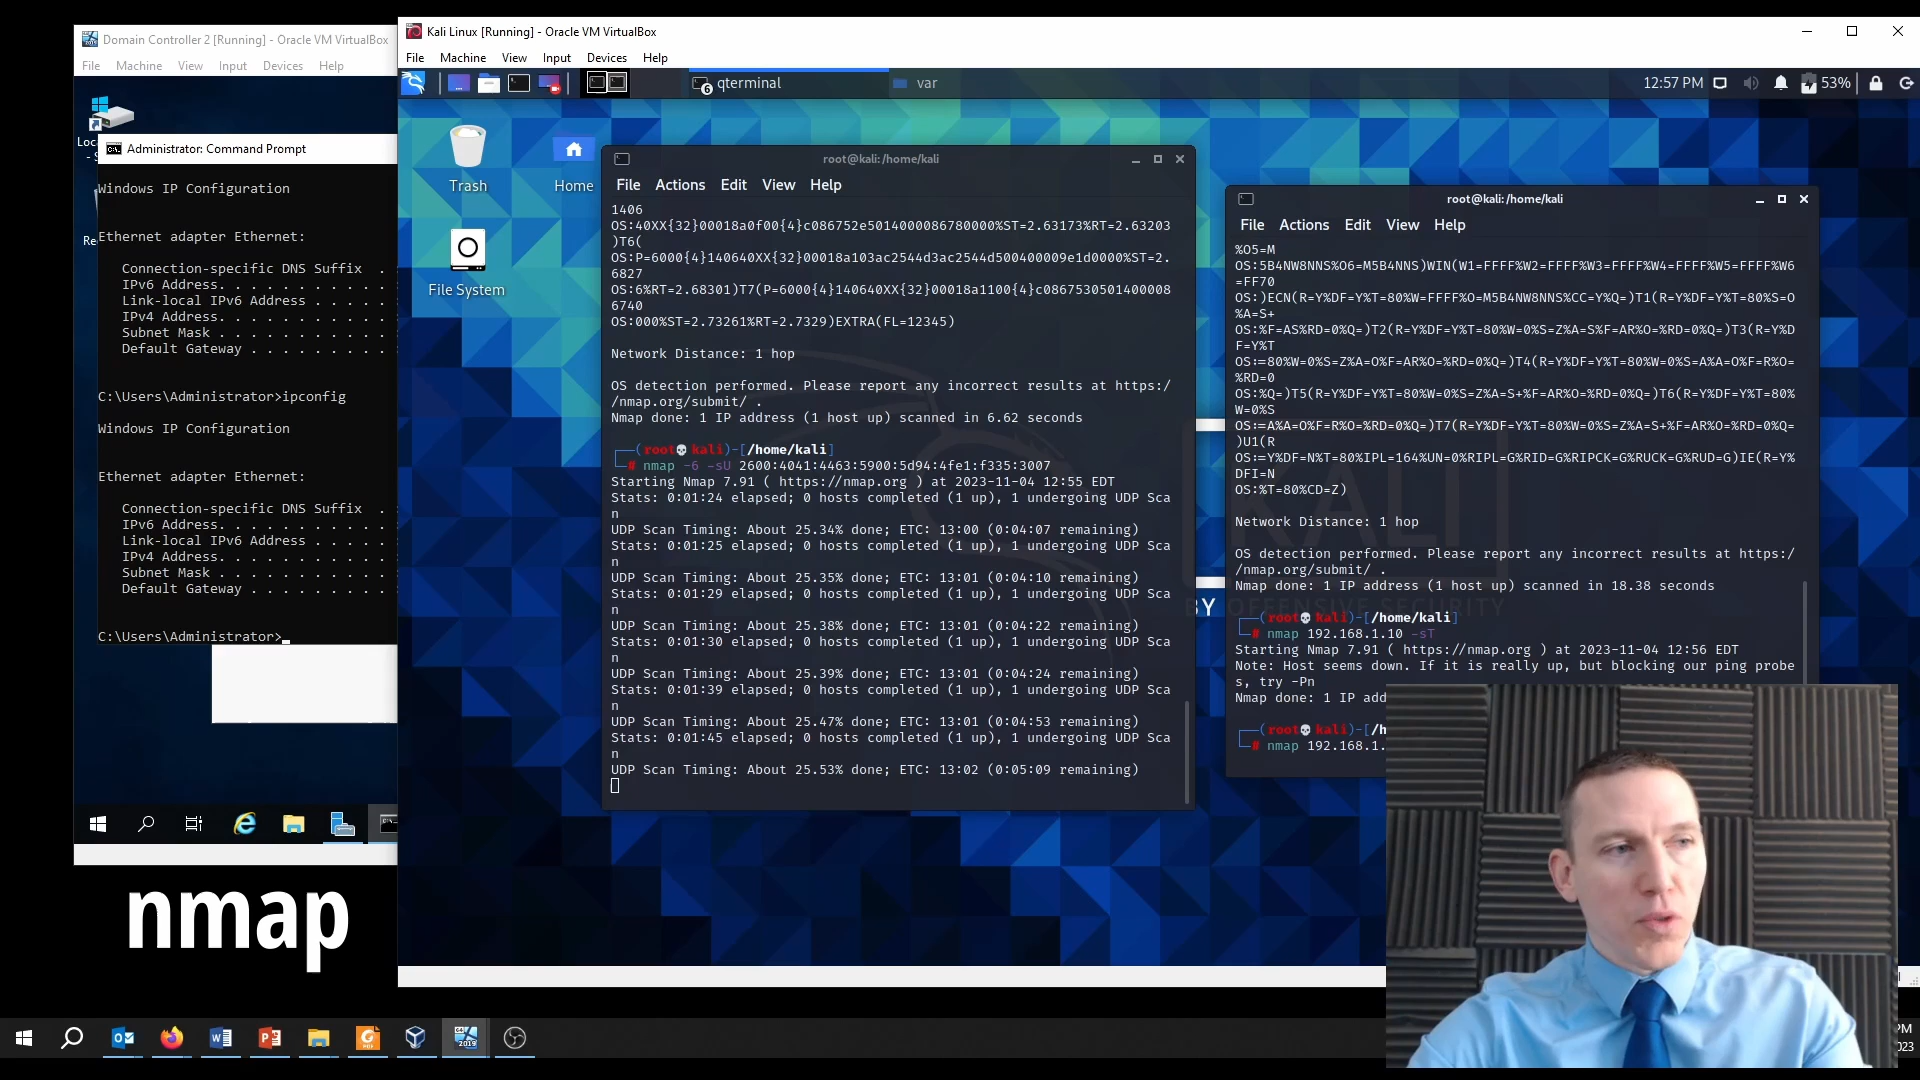 Domain Controller 2 [Running] - Oracle VM VirtualBox
File Machine View Input Devices Help
Administrator: Command Prompt
Windows IP Configuration
Ethernet adapter Ethernet:
Connection-specific DNS Suffix .
IPv6 Address. . . . . . . . . . .
Link-local IPv6 Address . . . . .
IPv4 Address. . . . . . . . . . .
Subnet Mask . . . . . . . . . . .
Default Gateway . . . . . . . . .
C:\Users\Administrator>ipconfig
Windows IP Configuration
Ethernet adapter Ethernet:
Connection-specific DNS Suffix .
IPv6 Address. . . . . . . . . . .
Link-local IPv6 Address . . . . .
IPv4 Address. . . . . . . . . . .
Subnet Mask . . . . . . . . . . .
Default Gateway . . . . . . . . .
C:\Users\Administrator>
nmap
Kali Linux [Running] - Oracle VM VirtualBox
File Machine View Input Devices Help
6 qterminal var 12:57 PM 53%
Trash
Home
File System
root@kali: /home/kali
File Actions Edit View Help
1406
OS:40XX{32}00018a0f00{4}c086752e5014000086780000%ST=2.63173%RT=2.63203
)T6(
OS:P=6000{4}140640XX{32}00018a103ac2544d3ac2544d500400009e1d0000%ST=2.
6827
OS:6%RT=2.68301)T7(P=6000{4}140640XX{32}00018a1100{4}c0867530501400008
6740
OS:000%ST=2.73261%RT=2.7329)EXTRA(FL=12345)
Network Distance: 1 hop
OS detection performed. Please report any incorrect results at https:/
/nmap.org/submit/ .
Nmap done: 1 IP address (1 host up) scanned in 6.62 seconds
(root💀kali)-[/home/kali]
# nmap -6 -sU 2600:4041:4463:5900:5d94:4fe1:f335:3007
Starting Nmap 7.91 ( https://nmap.org ) at 2023-11-04 12:55 EDT
Stats: 0:01:24 elapsed; 0 hosts completed (1 up), 1 undergoing UDP Sca
n
UDP Scan Timing: About 25.34% done; ETC: 13:00 (0:04:07 remaining)
Stats: 0:01:25 elapsed; 0 hosts completed (1 up), 1 undergoing UDP Sca
n
UDP Scan Timing: About 25.35% done; ETC: 13:01 (0:04:10 remaining)
Stats: 0:01:29 elapsed; 0 hosts completed (1 up), 1 undergoing UDP Sca
n
UDP Scan Timing: About 25.38% done; ETC: 13:01 (0:04:22 remaining)
Stats: 0:01:30 elapsed; 0 hosts completed (1 up), 1 undergoing UDP Sca
n
UDP Scan Timing: About 25.39% done; ETC: 13:01 (0:04:24 remaining)
Stats: 0:01:39 elapsed; 0 hosts completed (1 up), 1 undergoing UDP Sca
n
UDP Scan Timing: About 25.47% done; ETC: 13:01 (0:04:53 remaining)
Stats: 0:01:45 elapsed; 0 hosts completed (1 up), 1 undergoing UDP Sca
n
UDP Scan Timing: About 25.53% done; ETC: 13:02 (0:05:09 remaining)
root@kali: /home/kali
File Actions Edit View Help
%O5=M
OS:5B4NW8NNS%O6=M5B4NNS)WIN(W1=FFFF%W2=FFFF%W3=FFFF%W4=FFFF%W5=FFFF%W6
=FF70
OS:)ECN(R=Y%DF=Y%T=80%W=FFFF%O=M5B4NW8NNS%CC=Y%Q=)T1(R=Y%DF=Y%T=80%S=O
%A=S+
OS:%F=AS%RD=0%Q=)T2(R=Y%DF=Y%T=80%W=0%S=Z%A=S%F=AR%O=%RD=0%Q=)T3(R=Y%D
F=Y%T
OS:=80%W=0%S=Z%A=O%F=AR%O=%RD=0%Q=)T4(R=Y%DF=Y%T=80%W=0%S=A%A=O%F=R%O=
%RD=0
OS:%Q=)T5(R=Y%DF=Y%T=80%W=0%S=Z%A=S+%F=AR%O=%RD=0%Q=)T6(R=Y%DF=Y%T=80%
W=0%S
OS:=A%A=O%F=R%O=%RD=0%Q=)T7(R=Y%DF=Y%T=80%W=0%S=Z%A=S+%F=AR%O=%RD=0%Q=
)U1(R
OS:=Y%DF=N%T=80%IPL=164%UN=0%RIPL=G%RID=G%RIPCK=G%RUCK=G%RUD=G)IE(R=Y%
DFI=N
OS:%T=80%CD=Z)
Network Distance: 1 hop
OS detection performed. Please report any incorrect results at https:/
/nmap.org/submit/ .
Nmap done: 1 IP address (1 host up) scanned in 18.38 seconds
BY OFFENSIVE SECURITY
(root💀kali)-[/home/kali]
# nmap 192.168.1.10 -sT
Starting Nmap 7.91 ( https://nmap.org ) at 2023-11-04 12:56 EDT
Note: Host seems down. If it is really up, but blocking our ping probe
s, try -Pn
Nmap done: 1 IP add
(root💀kali)-[/h
# nmap 192.168.1.